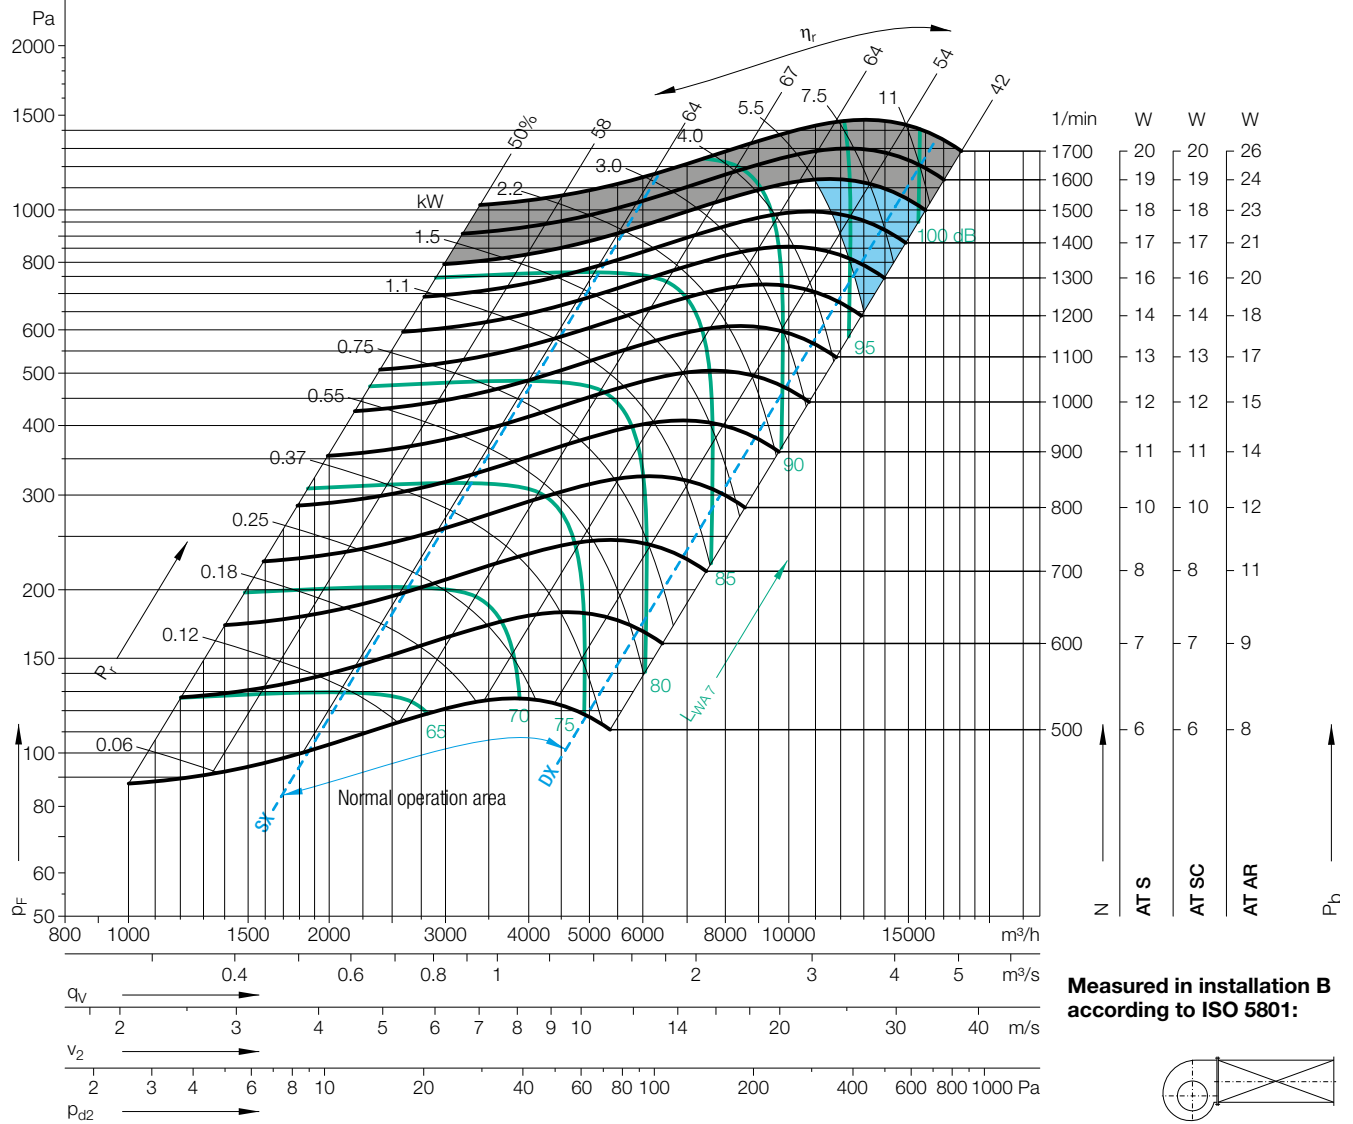 Pa
2000
1500
1000
800
600
500
400
300
200
150
100
80
60
50
pF
ηr
50%
58
64
67
64
54
42
kW
0.06
0.12
0.18
0.25
0.37
0.55
0.75
1.1
1.5
2.2
3.0
4.0
5.5
7.5
11
Pr
65
70
75
80
85
90
95
100 dB
LWA7
SX
DX
Normal operation area
1/min W W W
1700 20 20 26
1600 19 19 24
1500 18 18 23
1400 17 17 21
1300 16 16 20
1200 14 14 18
1100 13 13 17
1000 12 12 15
900 11 11 14
800 10 10 12
700 8 8 11
600 7 7 9
500 6 6 8
N AT S AT SC AT AR Pb
800 1000 1500 2000 3000 4000 5000 6000 8000 10000 15000 m³/h
0.4 0.6 0.8 1 2 3 4 5 m³/s
qV
2 3 4 5 6 7 8 9 10 14 20 30 40 m/s
v2
2 3 4 6 8 10 20 40 60 80 100 200 400 600 800 1000 Pa
pd2
Measured in installation B
according to ISO 5801: